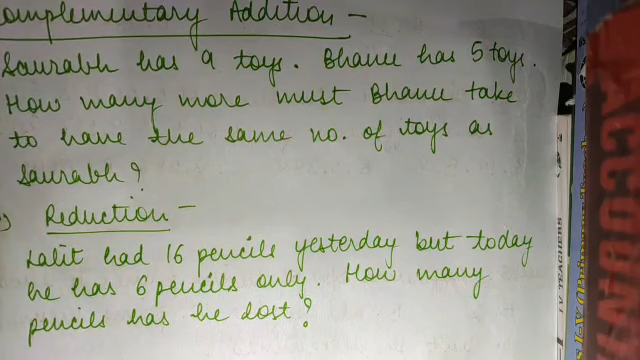 omplementary Addition -
Saurabh has 9 toys. Bhanu has 5 toys.
How many more must Bhanu take
to have the same no. of toys as
Saurabh?
) Reduction -
Lalit had 16 pencils yesterday but today
he has 6 pencils only. How many
pencils has he lost?
ACCOUN
I-V TEACHERS